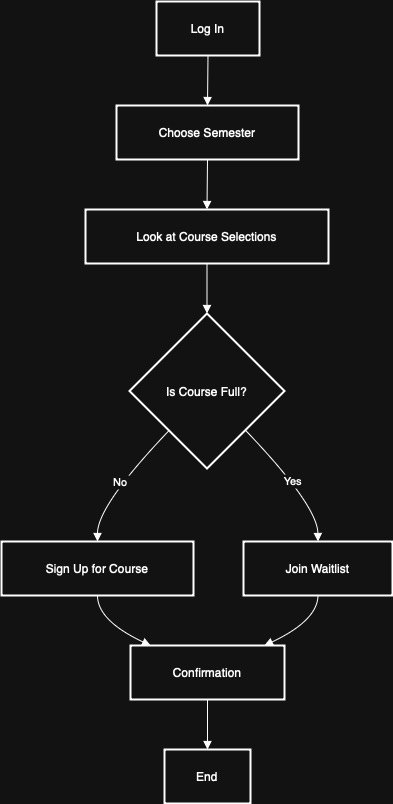 Log In
Choose Semester
Look at Course Selections
Is Course Full?
No
Yes
Sign Up for Course
Join Waitlist
Confirmation
End